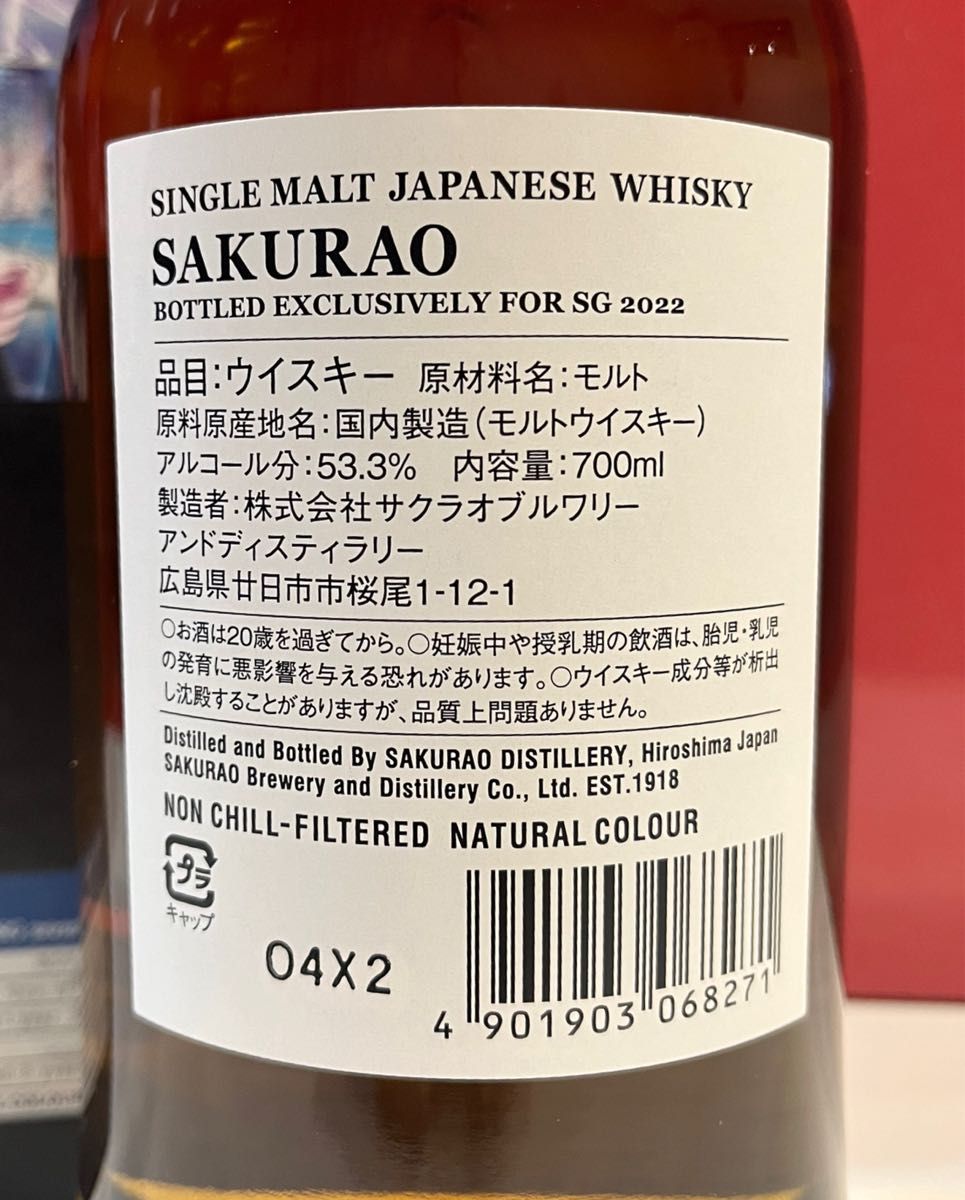 SINGLE MALT JAPANESE WHISKY
SAKURAO
BOTTLED EXCLUSIVELY FOR SG 2022
品目:ウイスキー 原材料名:モルト
原料原産地名:国内製造(モルトウイスキー)
アルコール分:53.3% 内容量:700ml
製造者:株式会社サクラオブルワリー
アンドディスティラリー
広島県廿日市市桜尾1-12-1
○お酒は20歳を過ぎてから。○妊娠中や授乳期の飲酒は、胎児・乳児
の発育に悪影響を与える恐れがあります。○ウイスキー成分等が析出
し沈殿することがありますが、品質上問題ありません。
Distilled and Bottled By SAKURAO DISTILLERY, Hiroshima Japan
SAKURAO Brewery and Distillery Co., Ltd. EST.1918
NON CHILL-FILTERED NATURAL COLOUR
プラ
キャップ
04X2
4 901903 068271